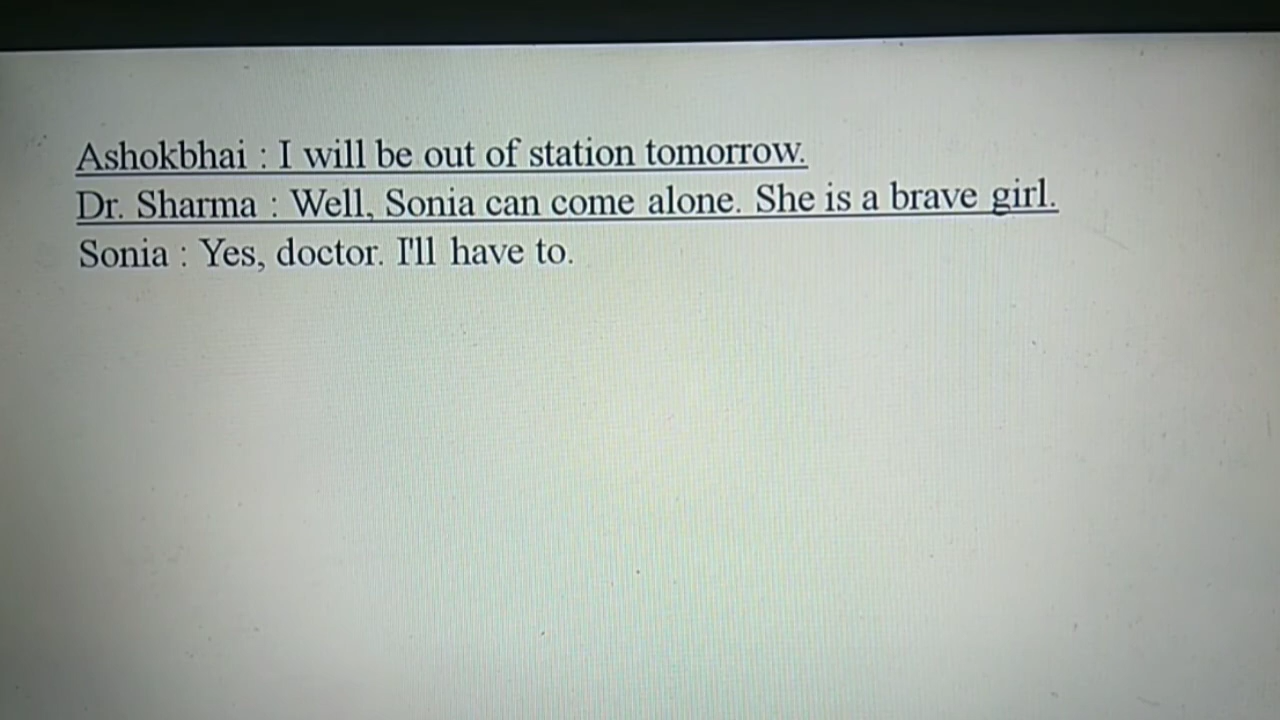 Ashokbhai : I will be out of station tomorrow.
Dr. Sharma : Well, Sonia can come alone. She is a brave girl.
Sonia : Yes, doctor. I'll have to.